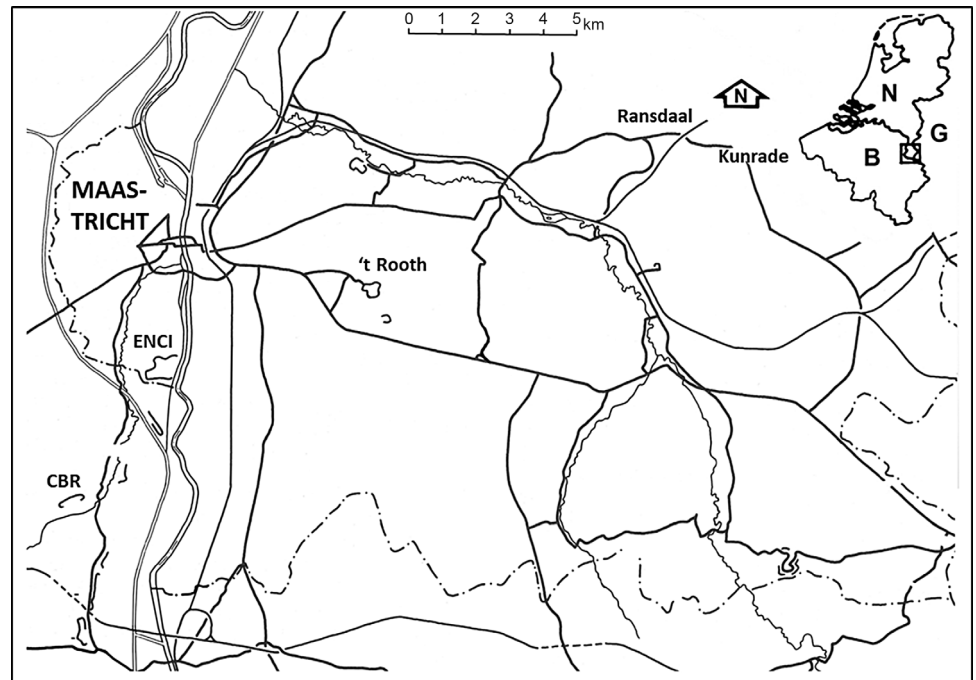 0 1 2 3 4 5 km
N
Ransdaal
Kunrade
N
G
B
MAAS-
TRICHT
‘t Rooth
ENCI
CBR